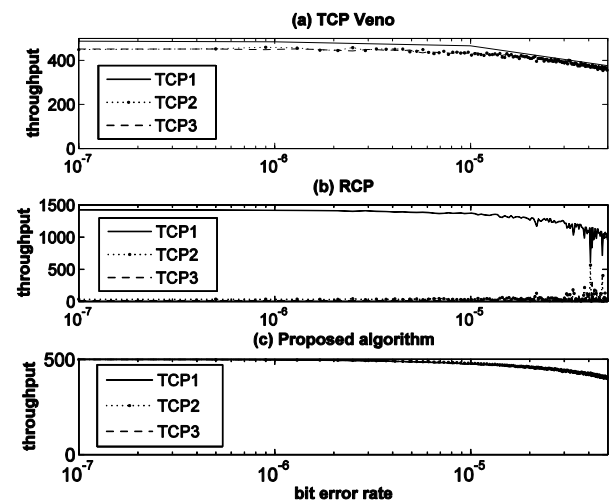 (a) TCP Veno
throughput
400
200
0
TCP1
TCP2
TCP3
10^-7
10^-6
10^-5
(b) RCP
throughput
1500
1000
500
0
TCP1
TCP2
TCP3
10^-7
10^-6
10^-5
(c) Proposed algorithm
throughput
500
0
TCP1
TCP2
TCP3
10^-7
10^-6
10^-5
bit error rate